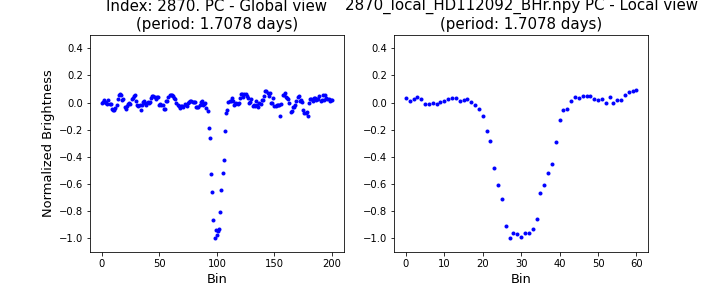 Index: 2870. PC - Global view
(period: 1.7078 days)
2870_local_HD112092_BHr.npy PC - Local view
(period: 1.7078 days)
Normalized Brightness
0.4
0.2
0.0
−0.2
−0.4
−0.6
−0.8
−1.0
0 50 100 150 200
Bin
0.4
0.2
0.0
−0.2
−0.4
−0.6
−0.8
−1.0
0 10 20 30 40 50 60
Bin